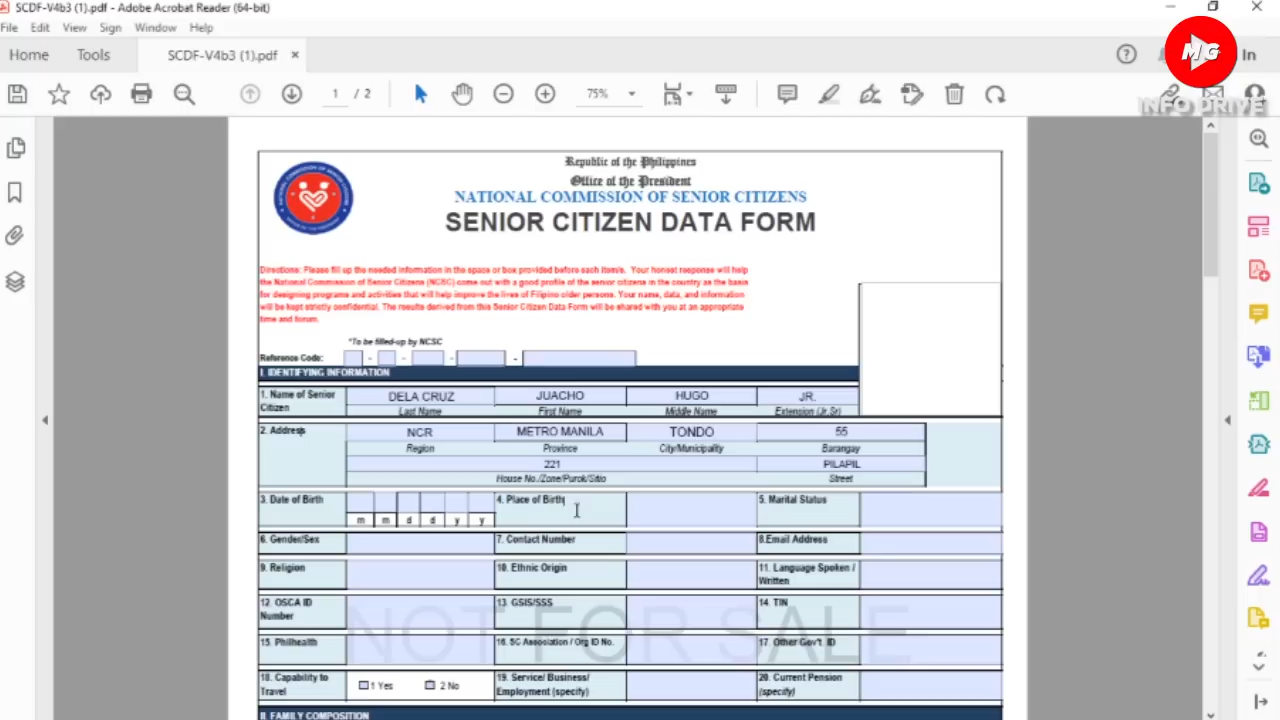 SCDF-V4b3 (1).pdf - Adobe Acrobat Reader (64-bit)
File Edit View Sign Window Help
Home Tools SCDF-V4b3 (1).pdf × In
MG
INFO DRIVE
1 / 2 75%
Republic of the Philippines
Office of the President
NATIONAL COMMISSION OF SENIOR CITIZENS
SENIOR CITIZEN DATA FORM
Directions: Please fill up the needed information in the space or box provided before each item/s. Your honest response will help
the National Commission of Senior Citizens (NCSC) come out with a good profile of the senior citizens in the country as the basis
for designing programs and activities that will help improve the lives of Filipino older persons. Your name, data, and information
will be kept strictly confidential. The results derived from this Senior Citizen Data Form will be shared with you at an appropriate
time and forum.
*To be filled-up by NCSC
Reference Code: - - - -
I. IDENTIFYING INFORMATION
1. Name of Senior Citizen DELA CRUZ JUACHO HUGO JR.
Last Name First Name Middle Name Extension (Jr,Sr)
2. Address NCR METRO MANILA TONDO 55
Region Province City/Municipality Barangay
221 PILAPIL
House No./Zone/Purok/Sitio Street
3. Date of Birth 4. Place of Birth 5. Marital Status
m m d d y y
6. Gender/Sex 7. Contact Number 8.Email Address
9. Religion 10. Ethnic Origin 11. Language Spoken / Written
12. OSCA ID Number 13. GSIS/SSS 14. TIN
NOT FOR SALE
15. Philhealth 16. SC Association / Org ID No. 17. Other Gov't. ID
18. Capability to Travel 1 Yes 2 No 19. Service/ Business/ Employment (specify) 20. Current Pension (specify)
II. FAMILY COMPOSITION